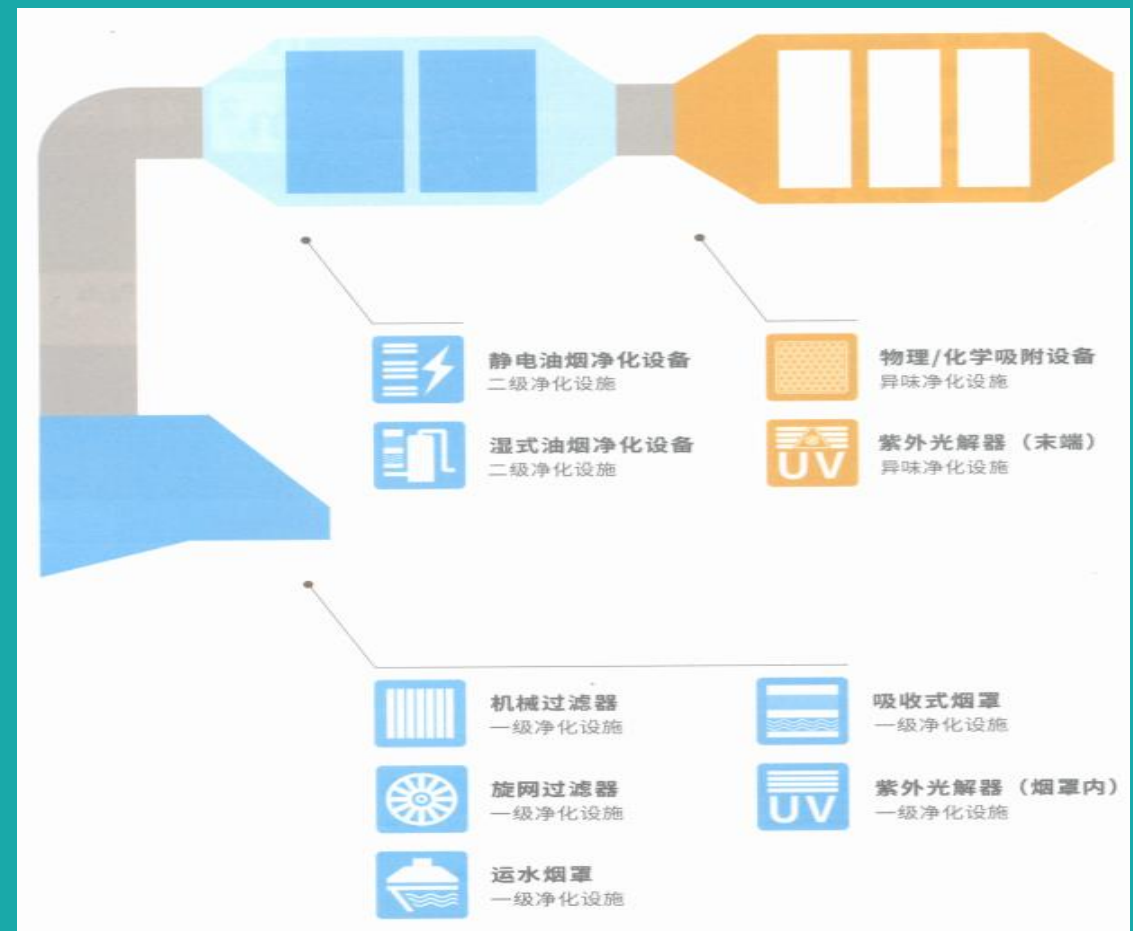 静电油烟净化设备
二级净化设施
湿式油烟净化设备
二级净化设施
物理/化学吸附设备
异味净化设施
UV
紫外光解器（末端）
异味净化设施
机械过滤器
一级净化设施
旋网过滤器
一级净化设施
运水烟罩
一级净化设施
吸收式烟罩
一级净化设施
UV
紫外光解器（烟罩内）
一级净化设施